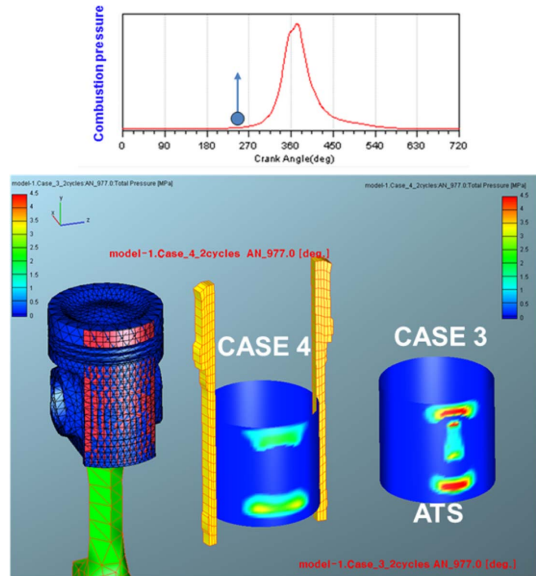 Combustion pressure
0 90 180 270 360 450 540 630 720
Crank Angle(deg)
model-1.Case_3_2cycles:AN_977.0:Total Pressure [MPa]
model-1.Case_4_2cycles:AN_977.0:Total Pressure [MPa]
4.5
4
3.5
3
2.5
2
1.5
1
0.5
0
y
z
4.5
4
3.5
3
2.5
2
1.5
1
0.5
0
model-1.Case_4_2cycles AN_977.0 [deg.]
CASE 4
CASE 3
ATS
model-1.Case_3_2cycles AN_977.0 [deg.]